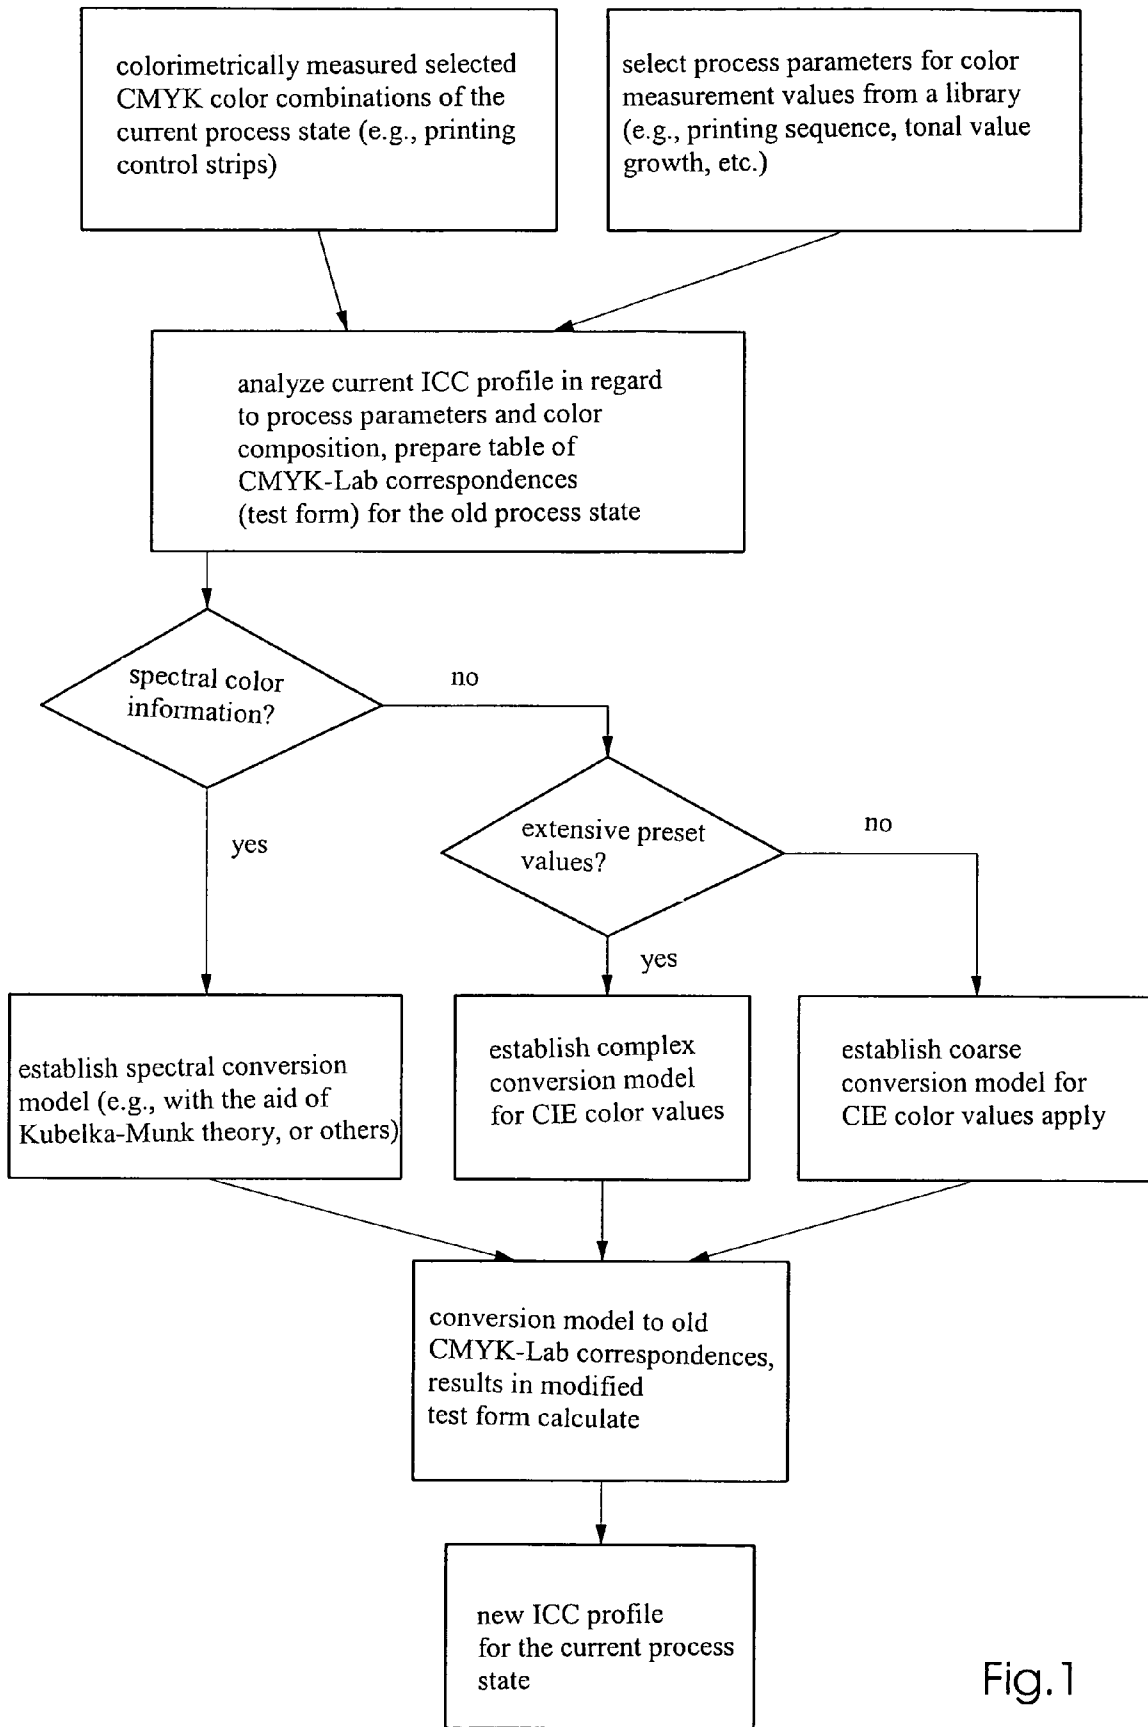 colorimetrically measured selected
CMYK color combinations of the
current process state (e.g., printing
control strips)
select process parameters for color
measurement values from a library
(e.g., printing sequence, tonal value
growth, etc.)
analyze current ICC profile in regard
to process parameters and color
composition, prepare table of
CMYK-Lab correspondences
(test form) for the old process state
spectral color
information?
no
yes
extensive preset
values?
no
yes
establish spectral conversion
model (e.g., with the aid of
Kubelka-Munk theory, or others)
establish complex
conversion model
for CIE color values
establish coarse
conversion model for
CIE color values apply
conversion model to old
CMYK-Lab correspondences,
results in modified
test form calculate
new ICC profile
for the current process
state
Fig.1